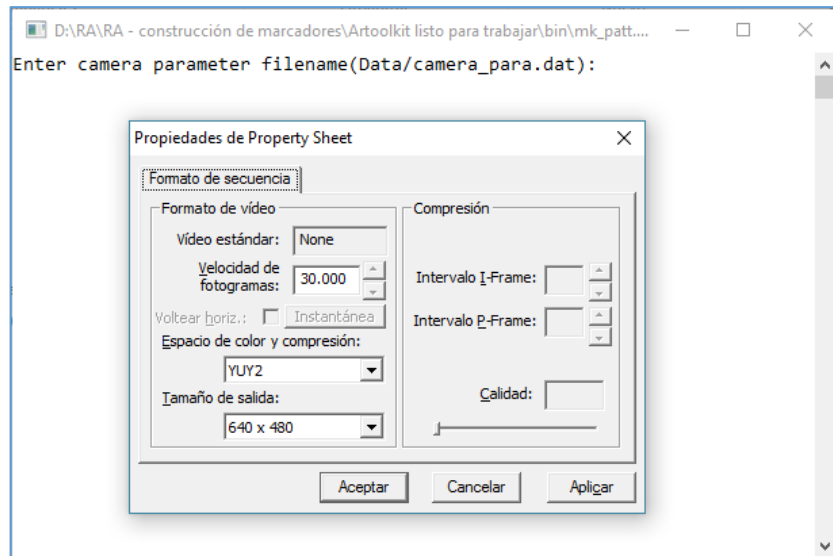 D:\RA\RA - construcción de marcadores\Artoolkit listo para trabajar\bin\mk_patt....
Enter camera parameter filename(Data/camera_para.dat):
Propiedades de Property Sheet
Formato de secuencia
Formato de vídeo
Vídeo estándar: None
Velocidad de
fotogramas: 30.000
Voltear horiz.: Instantánea
Espacio de color y compresión:
YUY2
Tamaño de salida:
640 x 480
Compresión
Intervalo I-Frame:
Intervalo P-Frame:
Calidad:
Aceptar Cancelar Aplicar